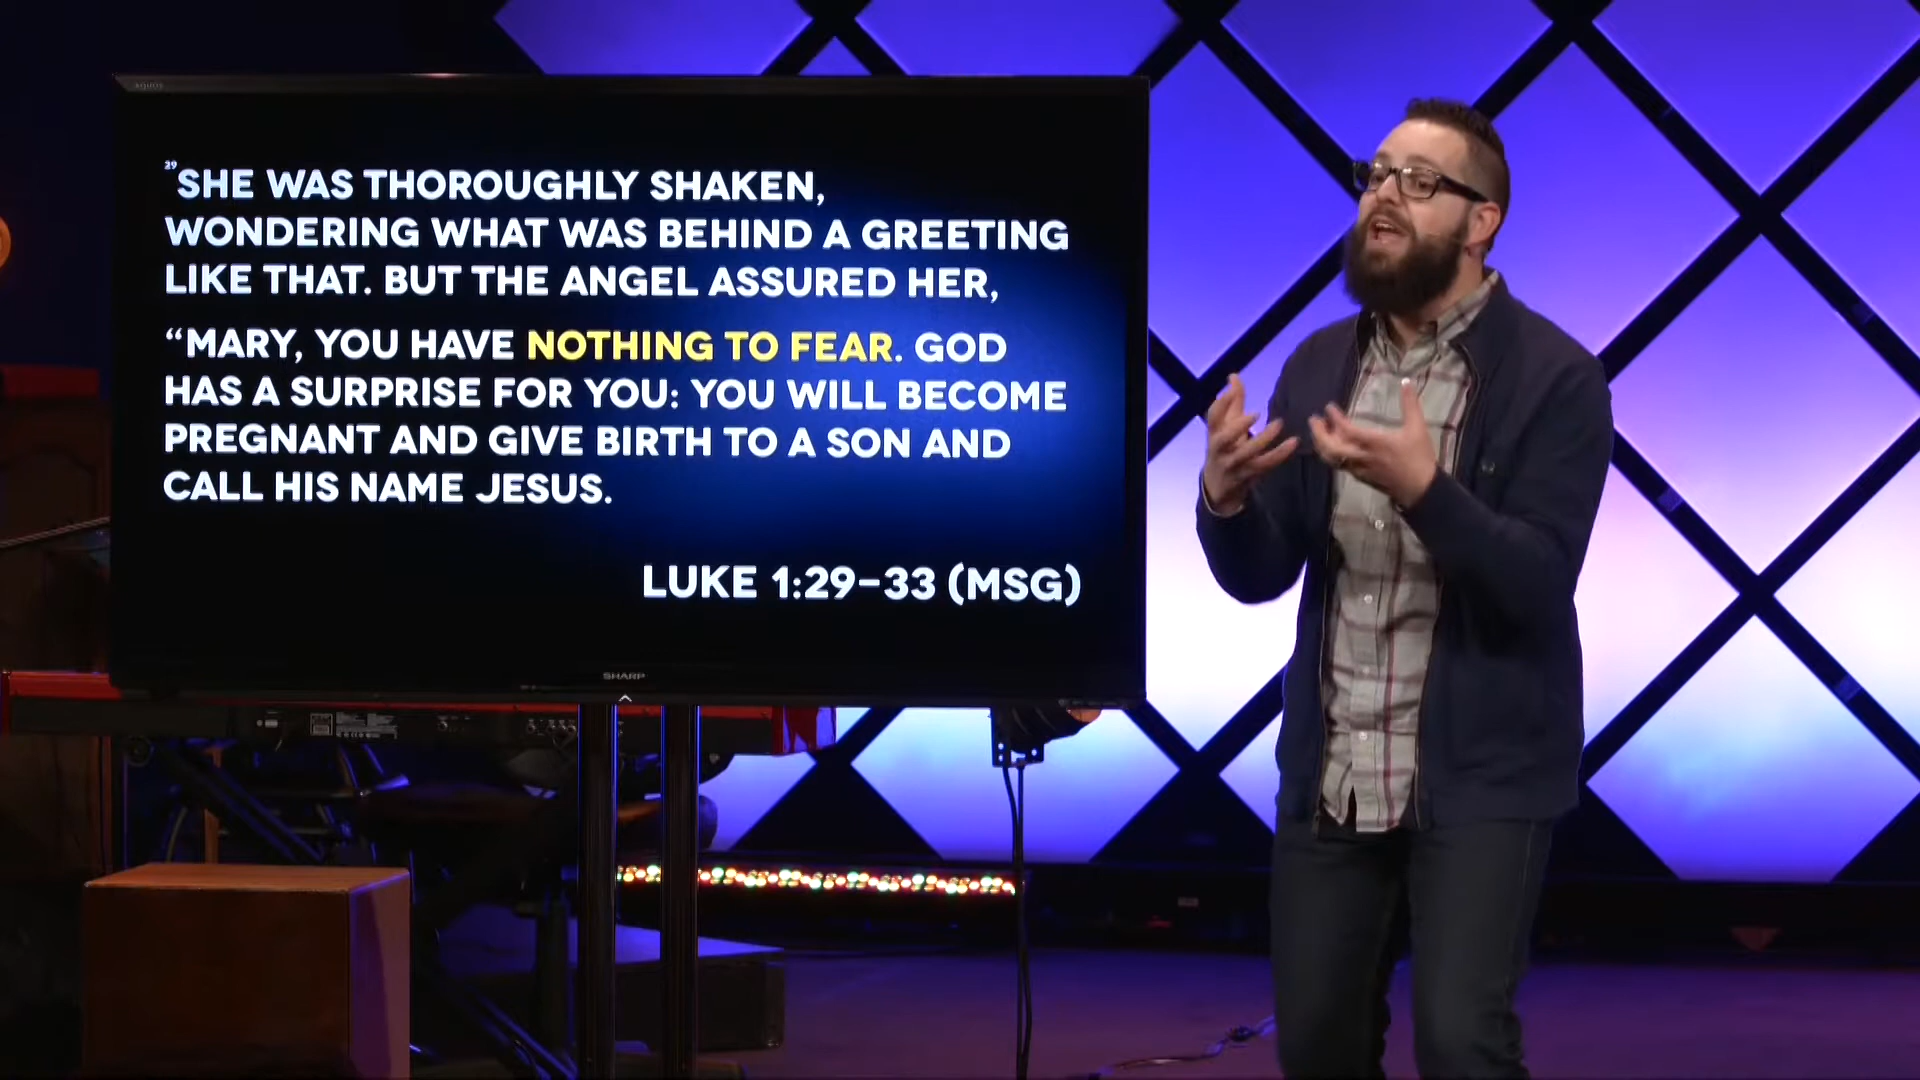 AQUOS
29
SHE WAS THOROUGHLY SHAKEN,
WONDERING WHAT WAS BEHIND A GREETING
LIKE THAT. BUT THE ANGEL ASSURED HER,
“MARY, YOU HAVE NOTHING TO FEAR. GOD
HAS A SURPRISE FOR YOU: YOU WILL BECOME
PREGNANT AND GIVE BIRTH TO A SON AND
CALL HIS NAME JESUS.
LUKE 1:29–33 (MSG)
SHARP